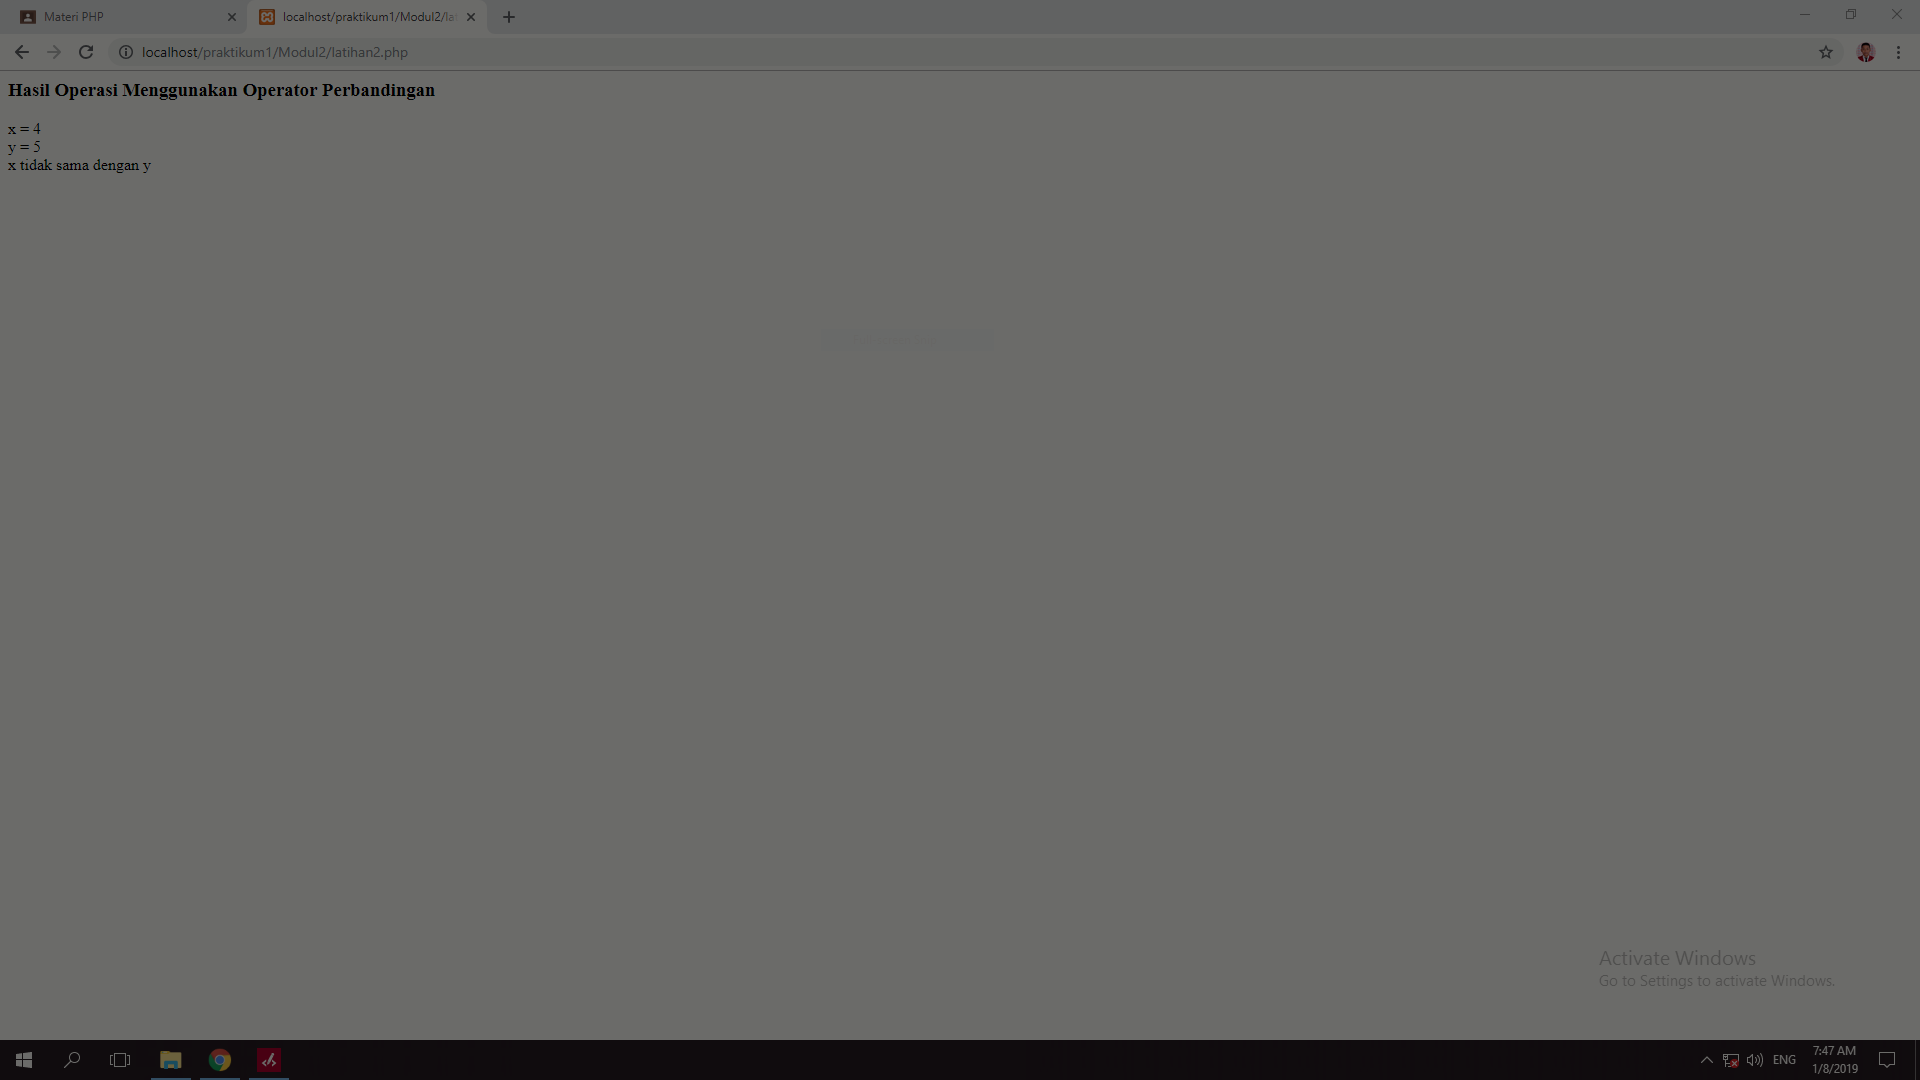 Materi PHP
localhost/praktikum1/Modul2/la
localhost/praktikum1/Modul2/latihan2.php
Hasil Operasi Menggunakan Operator Perbandingan
x = 4
y = 5
x tidak sama dengan y
Activate Windows
Go to Settings to activate Windows.
ENG
7:47 AM
1/8/2019